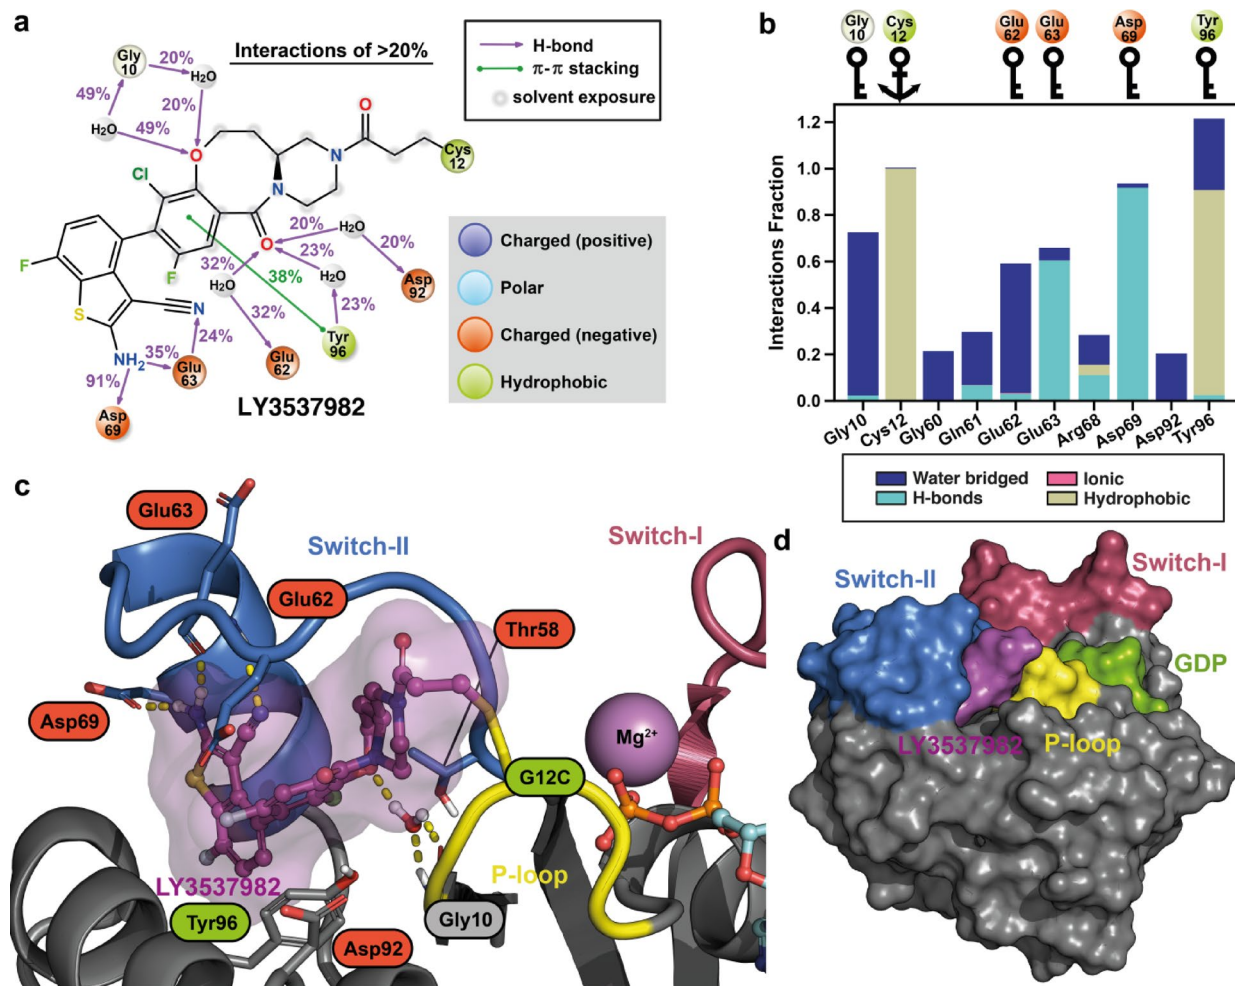 a
Interactions of >20%
H-bond
π-π stacking
solvent exposure
Gly
10
20%
H₂O
49%
20%
H₂O
49%
O
O
N
Cys
12
Cl
N
O
20%
H₂O
20%
Asp
92
32%
23%
H₂O
H₂O
38%
23%
32%
Tyr
96
Glu
62
F
F
S
N
24%
NH₂
35%
Glu
63
91%
Asp
69
LY3537982
Charged (positive)
Polar
Charged (negative)
Hydrophobic
b
Gly
10
Cys
12
Glu
62
Glu
63
Asp
69
Tyr
96
Interactions Fraction
1.2
1.0
0.8
0.6
0.4
0.2
0.0
Gly10
Cys12
Gly60
Gln61
Glu62
Glu63
Arg68
Asp69
Asp92
Tyr96
Water bridged
Ionic
H-bonds
Hydrophobic
c
Glu63
Switch-II
Switch-I
Glu62
Thr58
Asp69
Mg²⁺
G12C
LY3537982
P-loop
Tyr96
Gly10
Asp92
d
Switch-II
Switch-I
GDP
LY3537982
P-loop